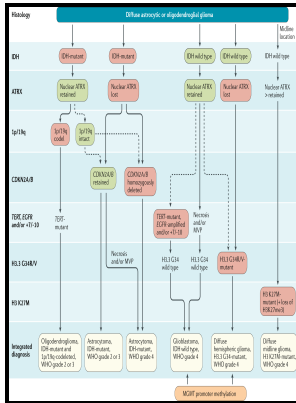 Histology
Diffuse astrocytic or oligodendroglial glioma
Midline
location
IDH
IDH-mutant
IDH-mutant
IDH wild type
IDH wild type
IDH wild type
ATRX
Nuclear ATRX
retained
Nuclear ATRX
lost
Nuclear ATRX
retained
Nuclear ATRX
lost
Nuclear ATRX
> retained
1p/19q
1p/19q
codel
1p/19q
intact
CDKN2A/B
CDKN2A/B
retained
CDKN2A/B
homozygously
deleted
TERT, EGFR
and/or +7/-10
TERT-
mutant
TERT-mutant,
EGFR-amplified
and/or +7/-10
Necrosis
and/or
MVP
H3.3 G34R/V
Necrosis
and/or MVP
H3.3 G34
wild type
H3.3 G34
wild type
H3.3 G34R/V-
mutant
H3 K27M
H3 K27M-
mutant (+ loss of
H3K27me3)
Integrated
diagnosis
Oligodendroglioma,
IDH-mutant and
1p/19q codeleted,
WHO grade 2 or 3
Astrocytoma,
IDH-mutant,
WHO grade 2 or 3
Astrocytoma,
IDH-mutant,
WHO grade 4
Glioblastoma,
IDH wild type,
WHO grade 4
Diffuse
hemispheric glioma,
H3.3 G34-mutant,
WHO grade 4
Diffuse
midline glioma,
H3 K27M-mutant,
WHO grade 4
MGMT promoter methylation